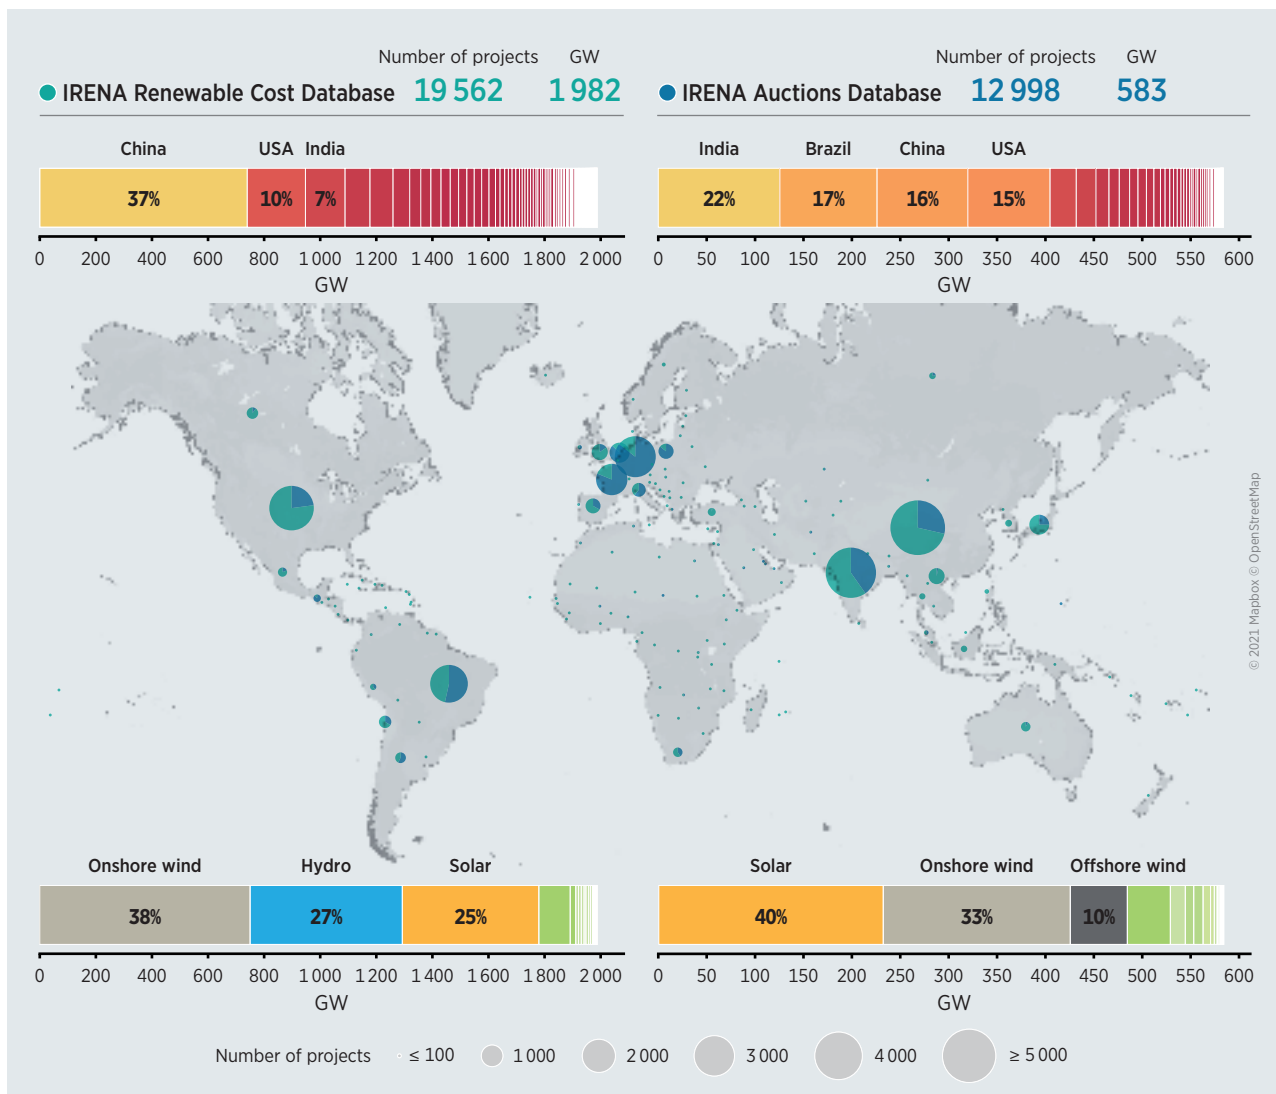 Number of projects GW
IRENA Renewable Cost Database 19 562 1 982
China USA India
37% 10% 7%
0 200 400 600 800 1 000 1 200 1 400 1 600 1 800 2 000
GW
Number of projects GW
IRENA Auctions Database 12 998 583
India Brazil China USA
22% 17% 16% 15%
0 50 100 150 200 250 300 350 400 450 500 550 600
GW
© 2021 Mapbox © OpenStreetMap
Onshore wind Hydro Solar
38% 27% 25%
0 200 400 600 800 1 000 1 200 1 400 1 600 1 800 2 000
GW
Solar Onshore wind Offshore wind
40% 33% 10%
0 50 100 150 200 250 300 350 400 450 500 550 600
GW
Number of projects ≤ 100 1 000 2 000 3 000 4 000 ≥ 5 000